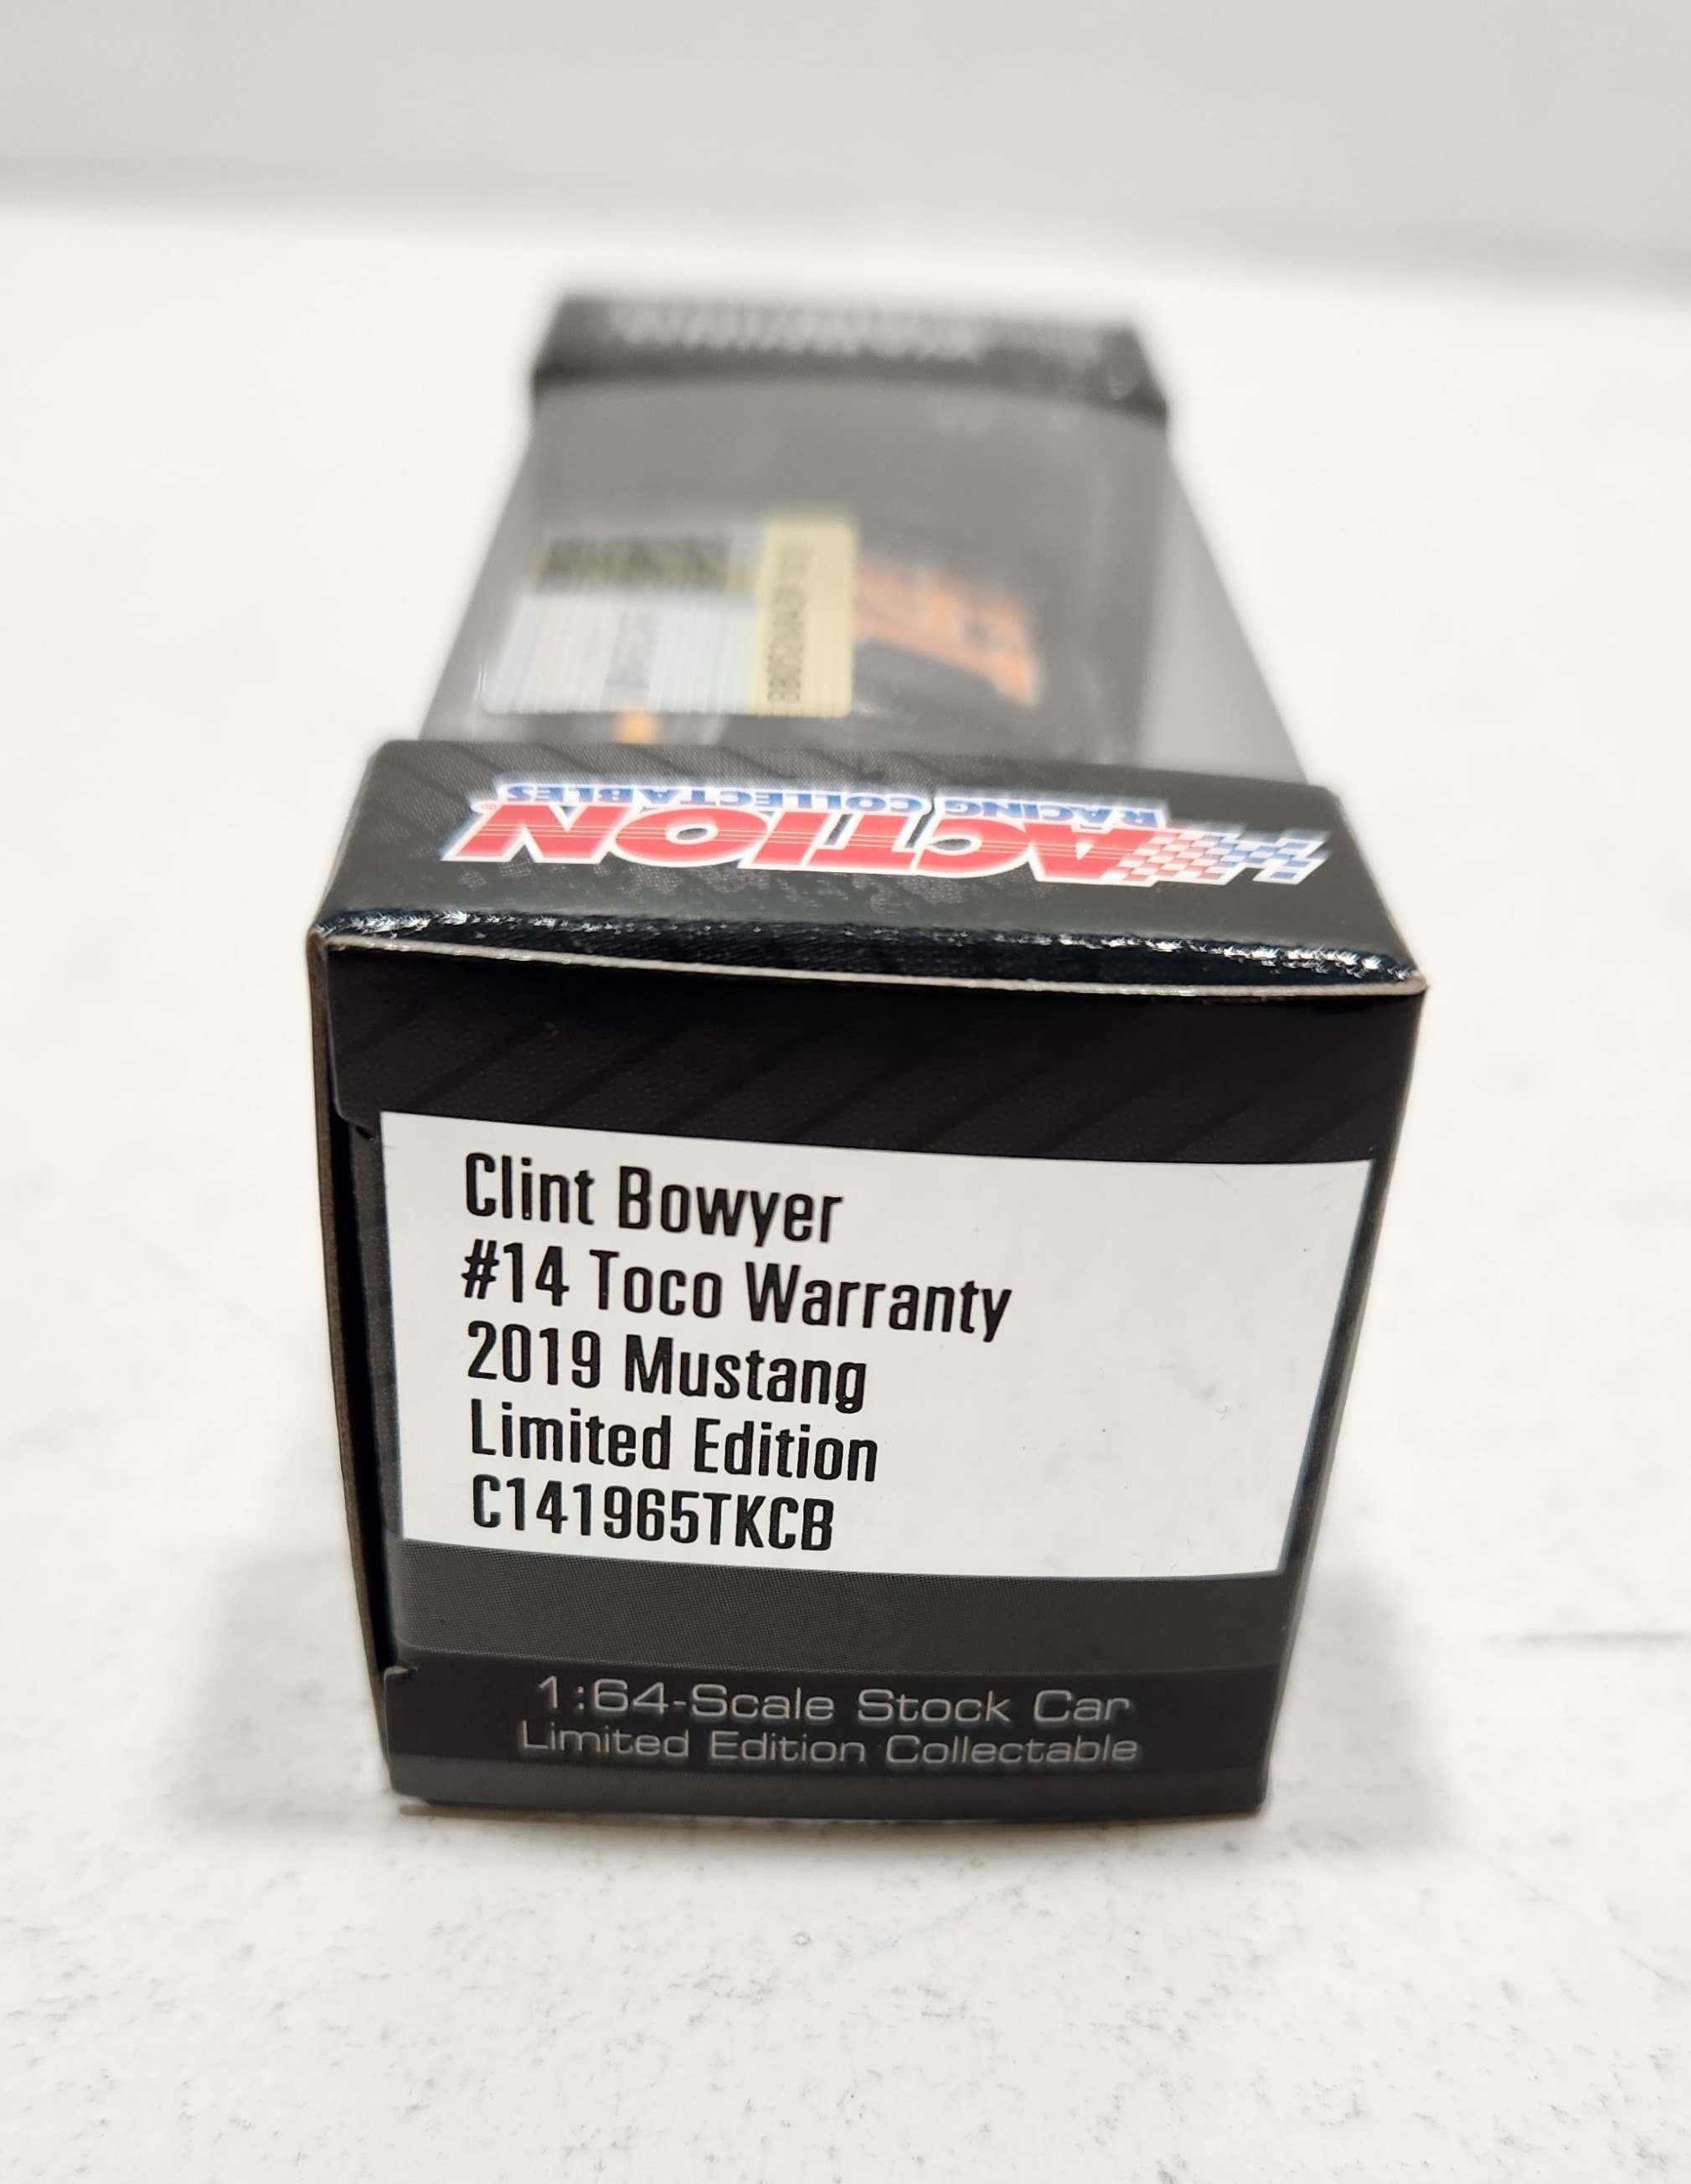 ACTION
RACING COLLECTABLES
Clint Bowyer
#14 Toco Warranty
2019 Mustang
Limited Edition
C141965TKCB
1:64-Scale Stock Car
Limited Edition Collectable